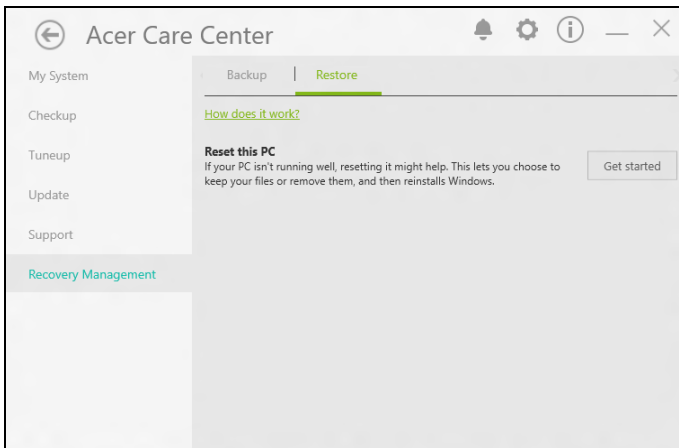 Acer Care Center
My System
Checkup
Tuneup
Update
Support
Recovery Management
Backup | Restore
How does it work?
Reset this PC
If your PC isn't running well, resetting it might help. This lets you choose to
keep your files or remove them, and then reinstalls Windows.
Get started